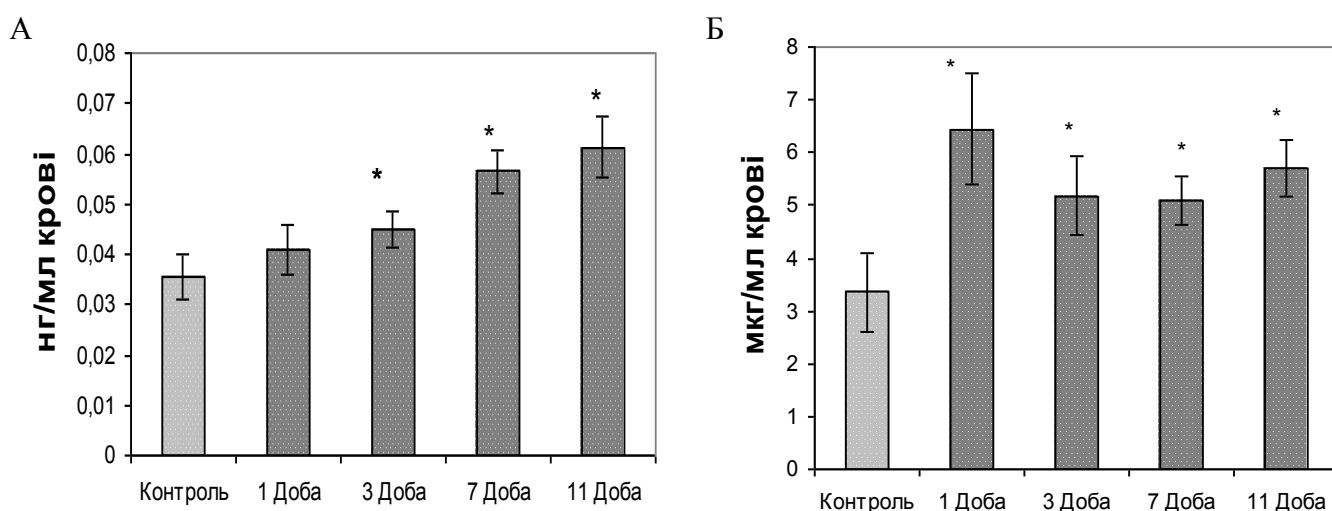 А
нг/мл крові
0,08
0,07
0,06
0,05
0,04
0,03
0,02
0,01
0
* * *
Контроль 1 Доба 3 Доба 7 Доба 11 Доба
Б
мкг/мл крові
8
7
6
5
4
3
2
1
0
* * * *
Контроль 1 Доба 3 Доба 7 Доба 11 Доба